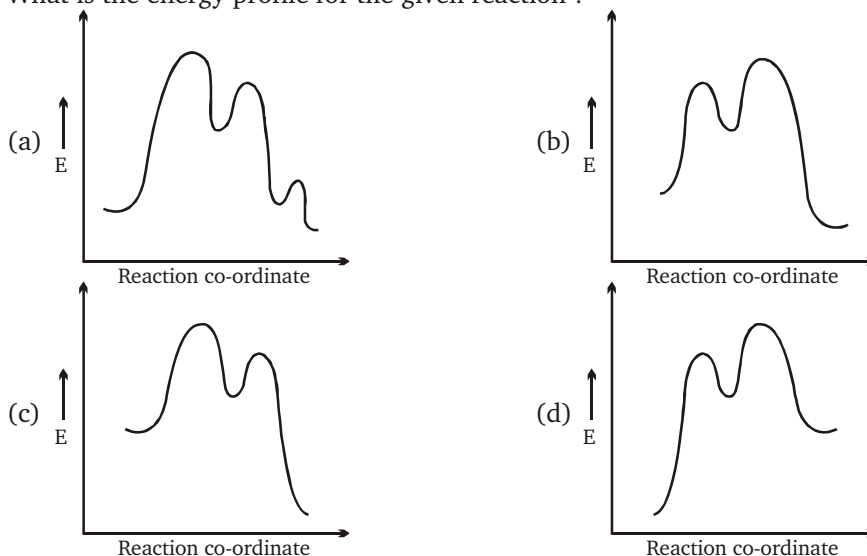 What is the energy profile for the given reaction ?
(a)
E
Reaction co-ordinate
(b)
E
Reaction co-ordinate
(c)
E
Reaction co-ordinate
(d)
E
Reaction co-ordinate